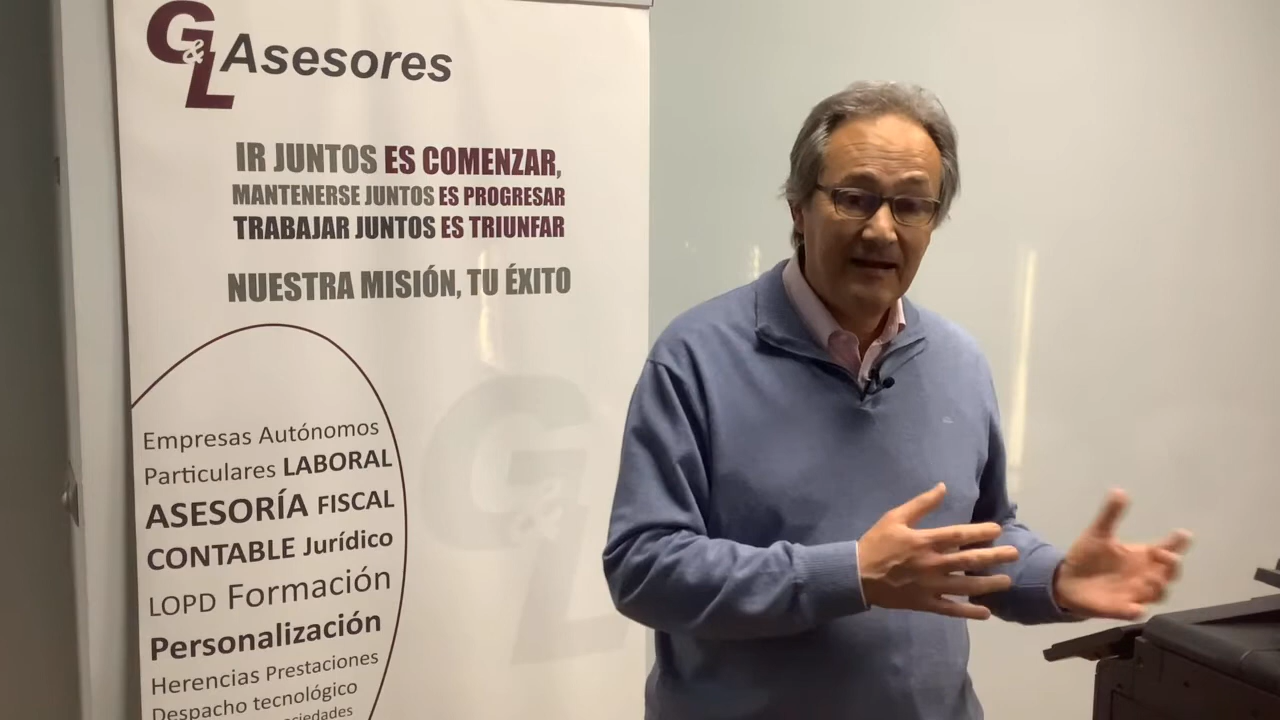 G&L Asesores
IR JUNTOS ES COMENZAR,
MANTENERSE JUNTOS ES PROGRESAR
TRABAJAR JUNTOS ES TRIUNFAR
NUESTRA MISIÓN, TU ÉXITO
Empresas Autónomos
Particulares LABORAL
ASESORÍA FISCAL
CONTABLE Jurídico
LOPD Formación
Personalización
Herencias Prestaciones
Despacho tecnológico
G&L